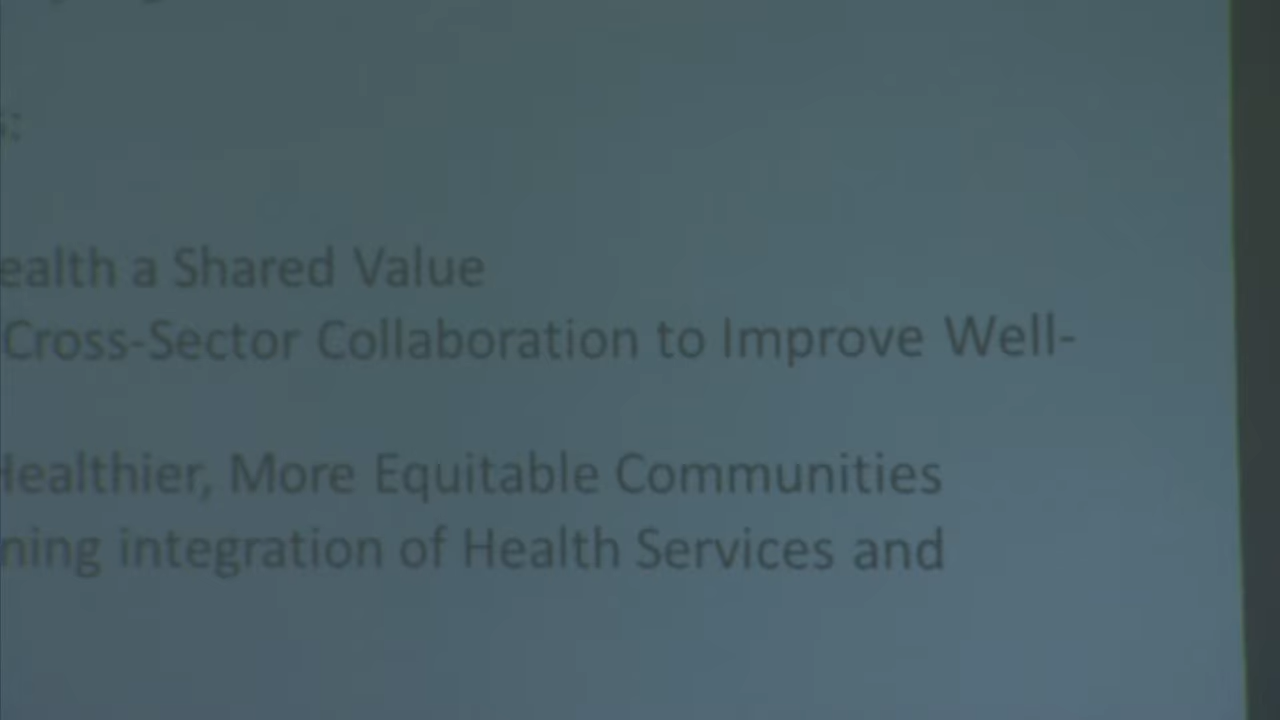 s:
ealth a Shared Value
Cross-Sector Collaboration to Improve Well-
Healthier, More Equitable Communities
ning integration of Health Services and